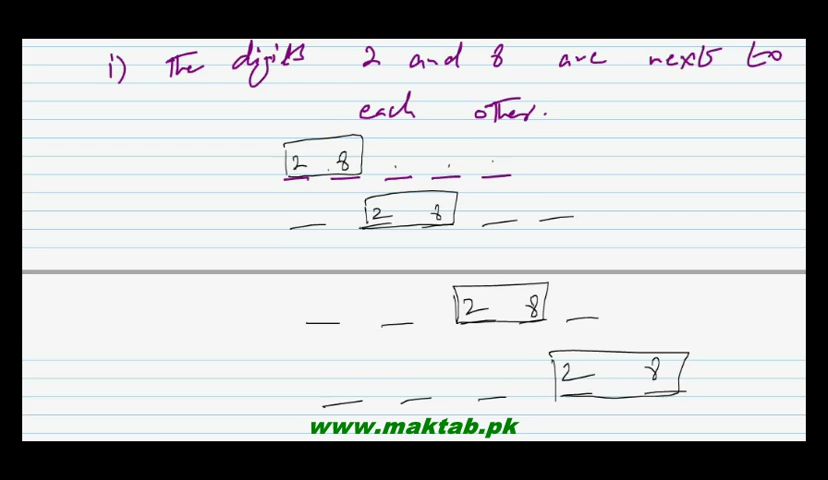 i) The digits 2 and 8 are next to
each other.
2 8 _ _ _
_ 2 8 _ _
_ _ 2 8 _
_ _ _ 2 8
www.maktab.pk